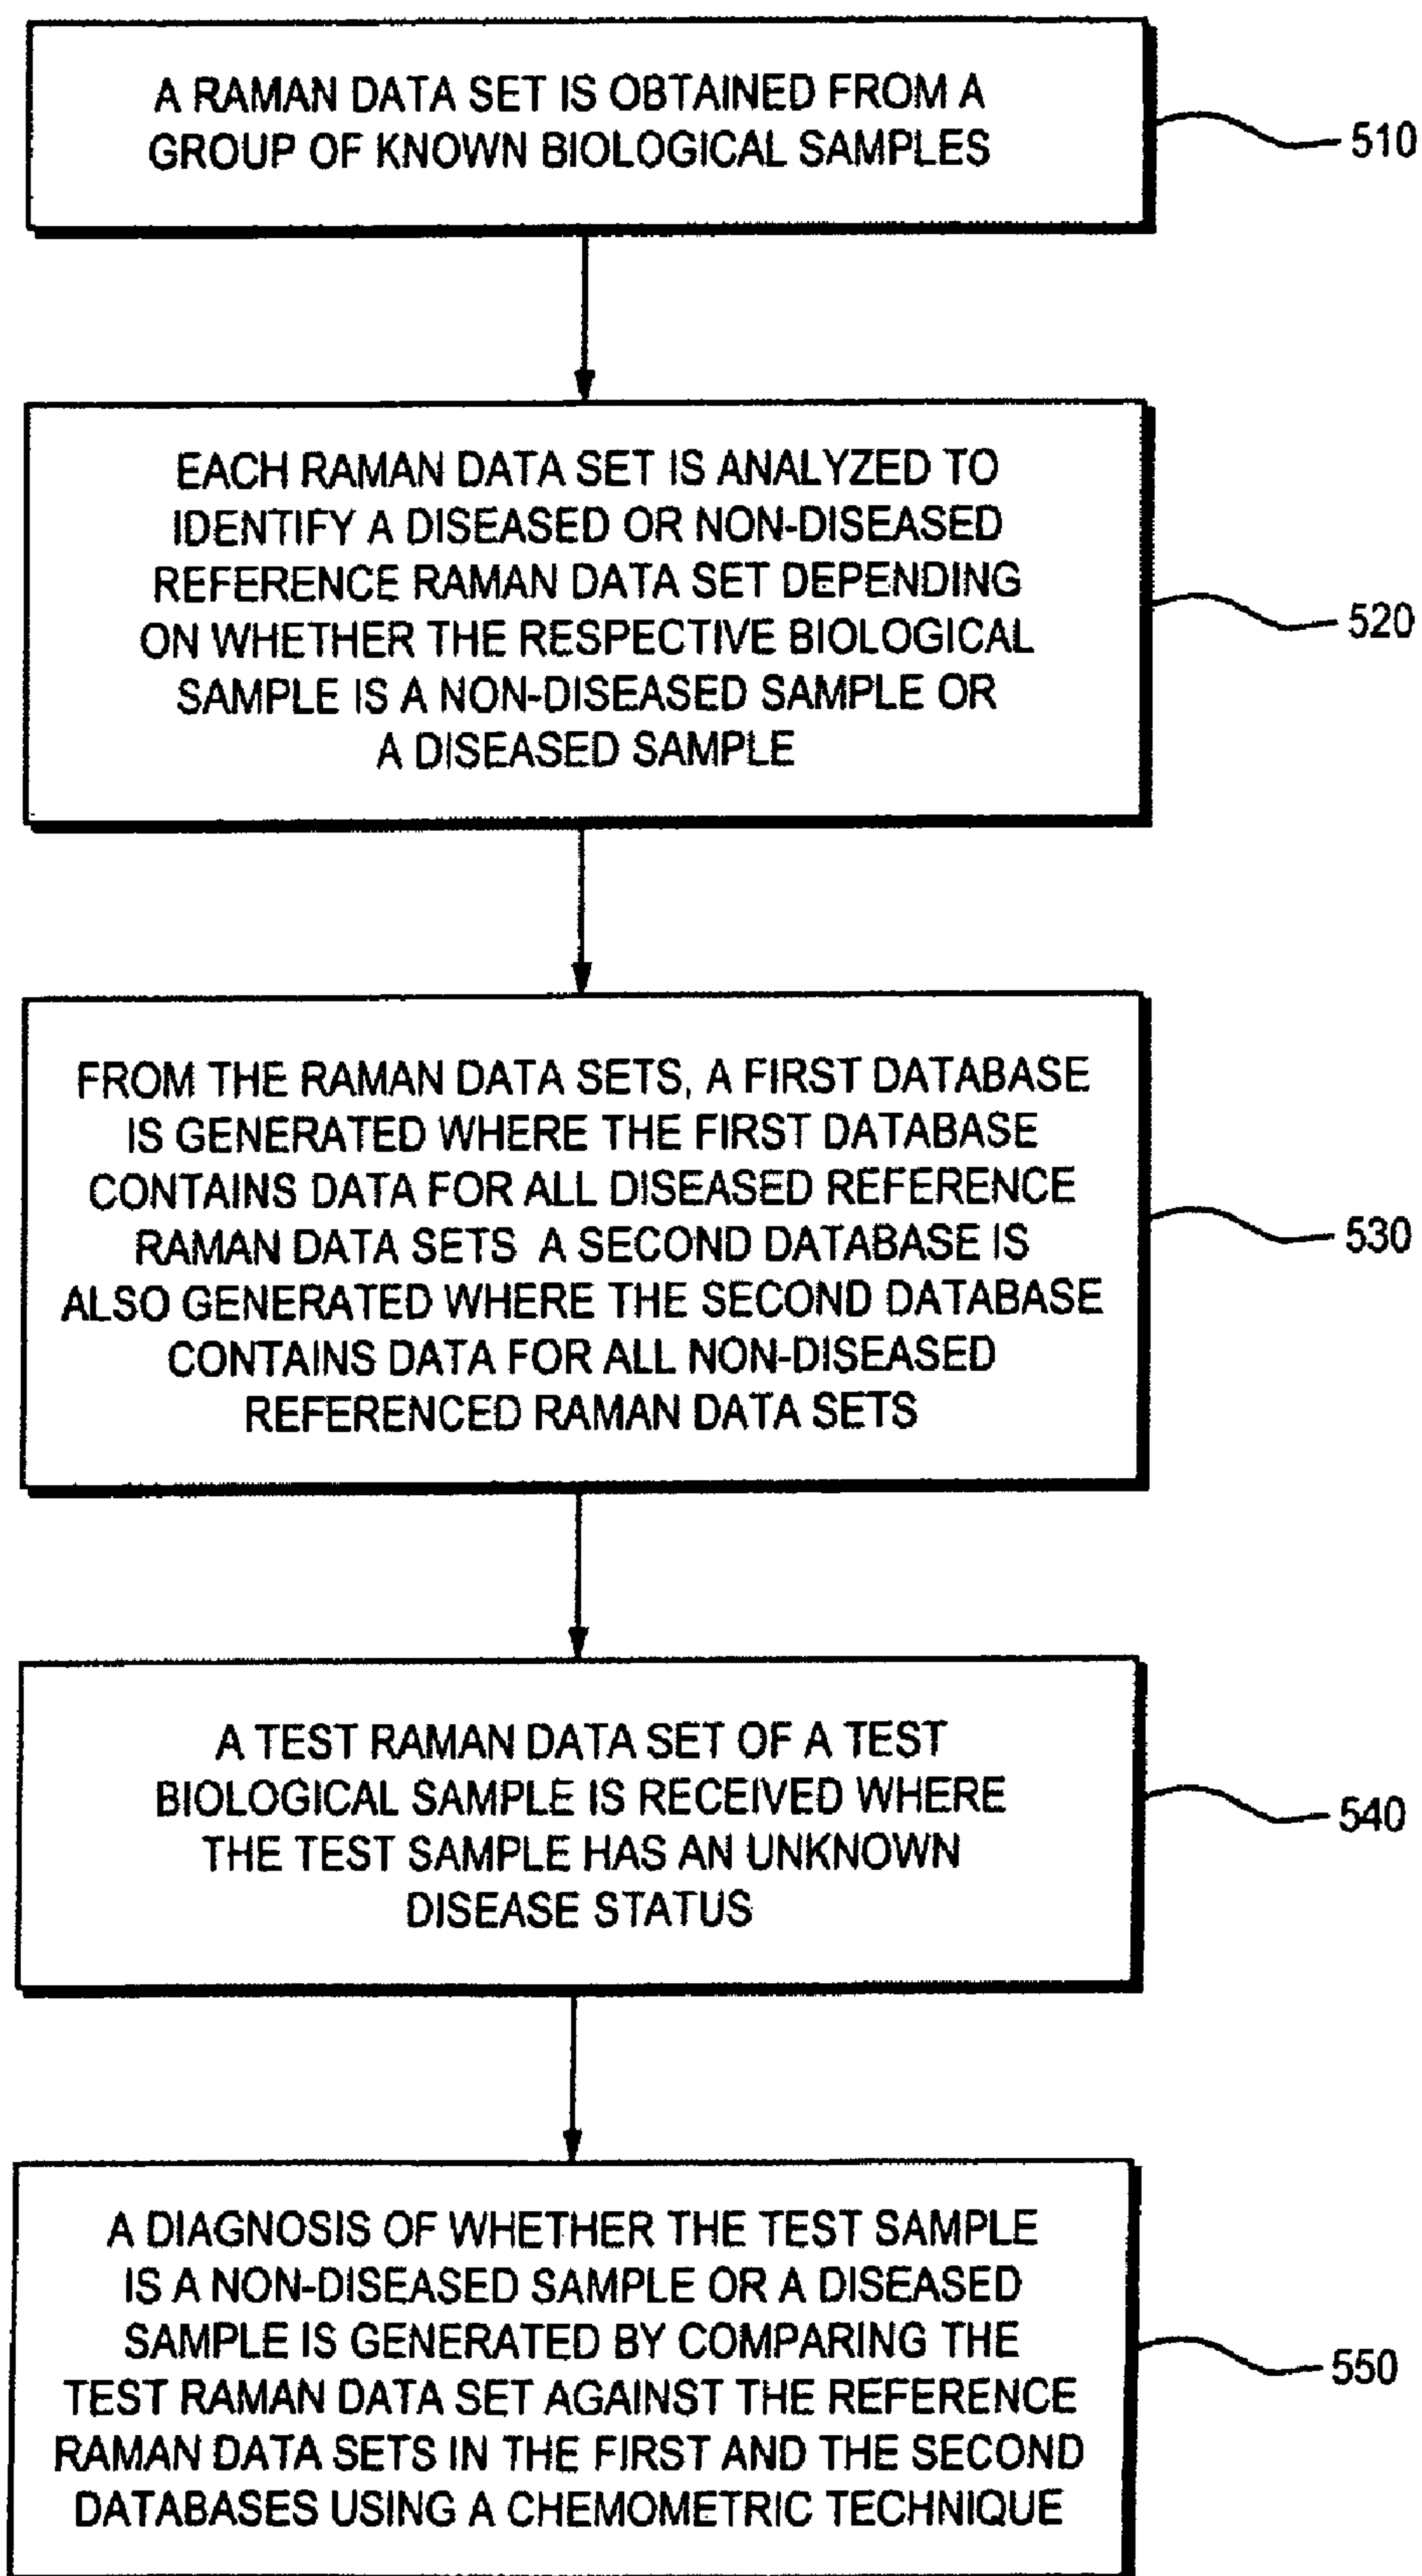 A RAMAN DATA SET IS OBTAINED FROM A
GROUP OF KNOWN BIOLOGICAL SAMPLES
510
EACH RAMAN DATA SET IS ANALYZED TO
IDENTIFY A DISEASED OR NON-DISEASED
REFERENCE RAMAN DATA SET DEPENDING
ON WHETHER THE RESPECTIVE BIOLOGICAL
SAMPLE IS A NON-DISEASED SAMPLE OR
A DISEASED SAMPLE
520
FROM THE RAMAN DATA SETS, A FIRST DATABASE
IS GENERATED WHERE THE FIRST DATABASE
CONTAINS DATA FOR ALL DISEASED REFERENCE
RAMAN DATA SETS A SECOND DATABASE IS
ALSO GENERATED WHERE THE SECOND DATABASE
CONTAINS DATA FOR ALL NON-DISEASED
REFERENCED RAMAN DATA SETS
530
A TEST RAMAN DATA SET OF A TEST
BIOLOGICAL SAMPLE IS RECEIVED WHERE
THE TEST SAMPLE HAS AN UNKNOWN
DISEASE STATUS
540
A DIAGNOSIS OF WHETHER THE TEST SAMPLE
IS A NON-DISEASED SAMPLE OR A DISEASED
SAMPLE IS GENERATED BY COMPARING THE
TEST RAMAN DATA SET AGAINST THE REFERENCE
RAMAN DATA SETS IN THE FIRST AND THE SECOND
DATABASES USING A CHEMOMETRIC TECHNIQUE
550